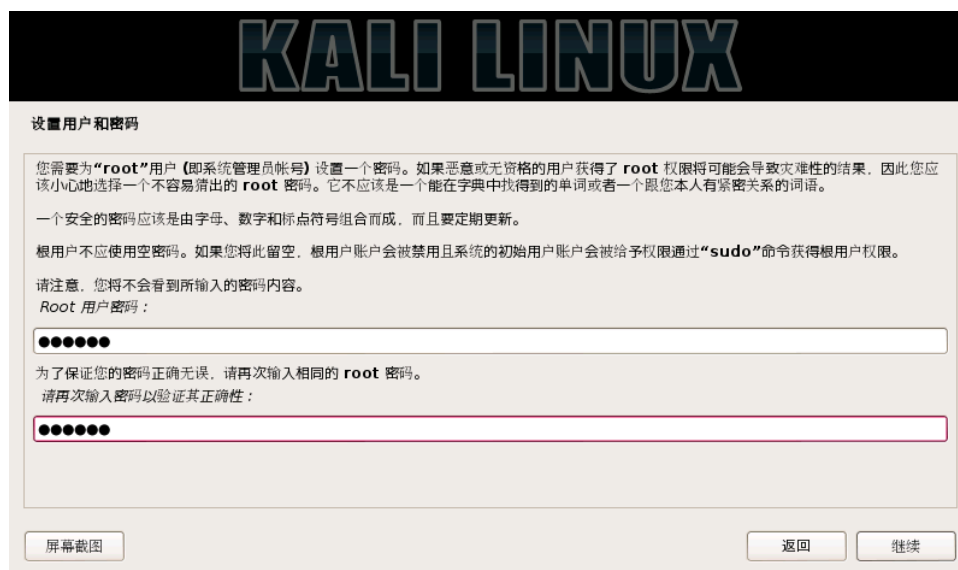 KALI LINUX
设置用户和密码
您需要为“root”用户 (即系统管理员帐号) 设置一个密码。如果恶意或无资格的用户获得了 root 权限将可能会导致灾难性的结果，因此您应
该小心地选择一个不容易猜出的 root 密码。它不应该是一个能在字典中找得到的单词或者一个跟您本人有紧密关系的词语。
一个安全的密码应该是由字母、数字和标点符号组合而成，而且要定期更新。
根用户不应使用空密码。如果您将此留空，根用户账户会被禁用且系统的初始用户账户会被给予权限通过“sudo”命令获得根用户权限。
请注意，您将不会看到所输入的密码内容。
Root 用户密码：
●●●●●●
为了保证您的密码正确无误，请再次输入相同的 root 密码。
请再次输入密码以验证其正确性：
●●●●●●
屏幕截图
返回
继续